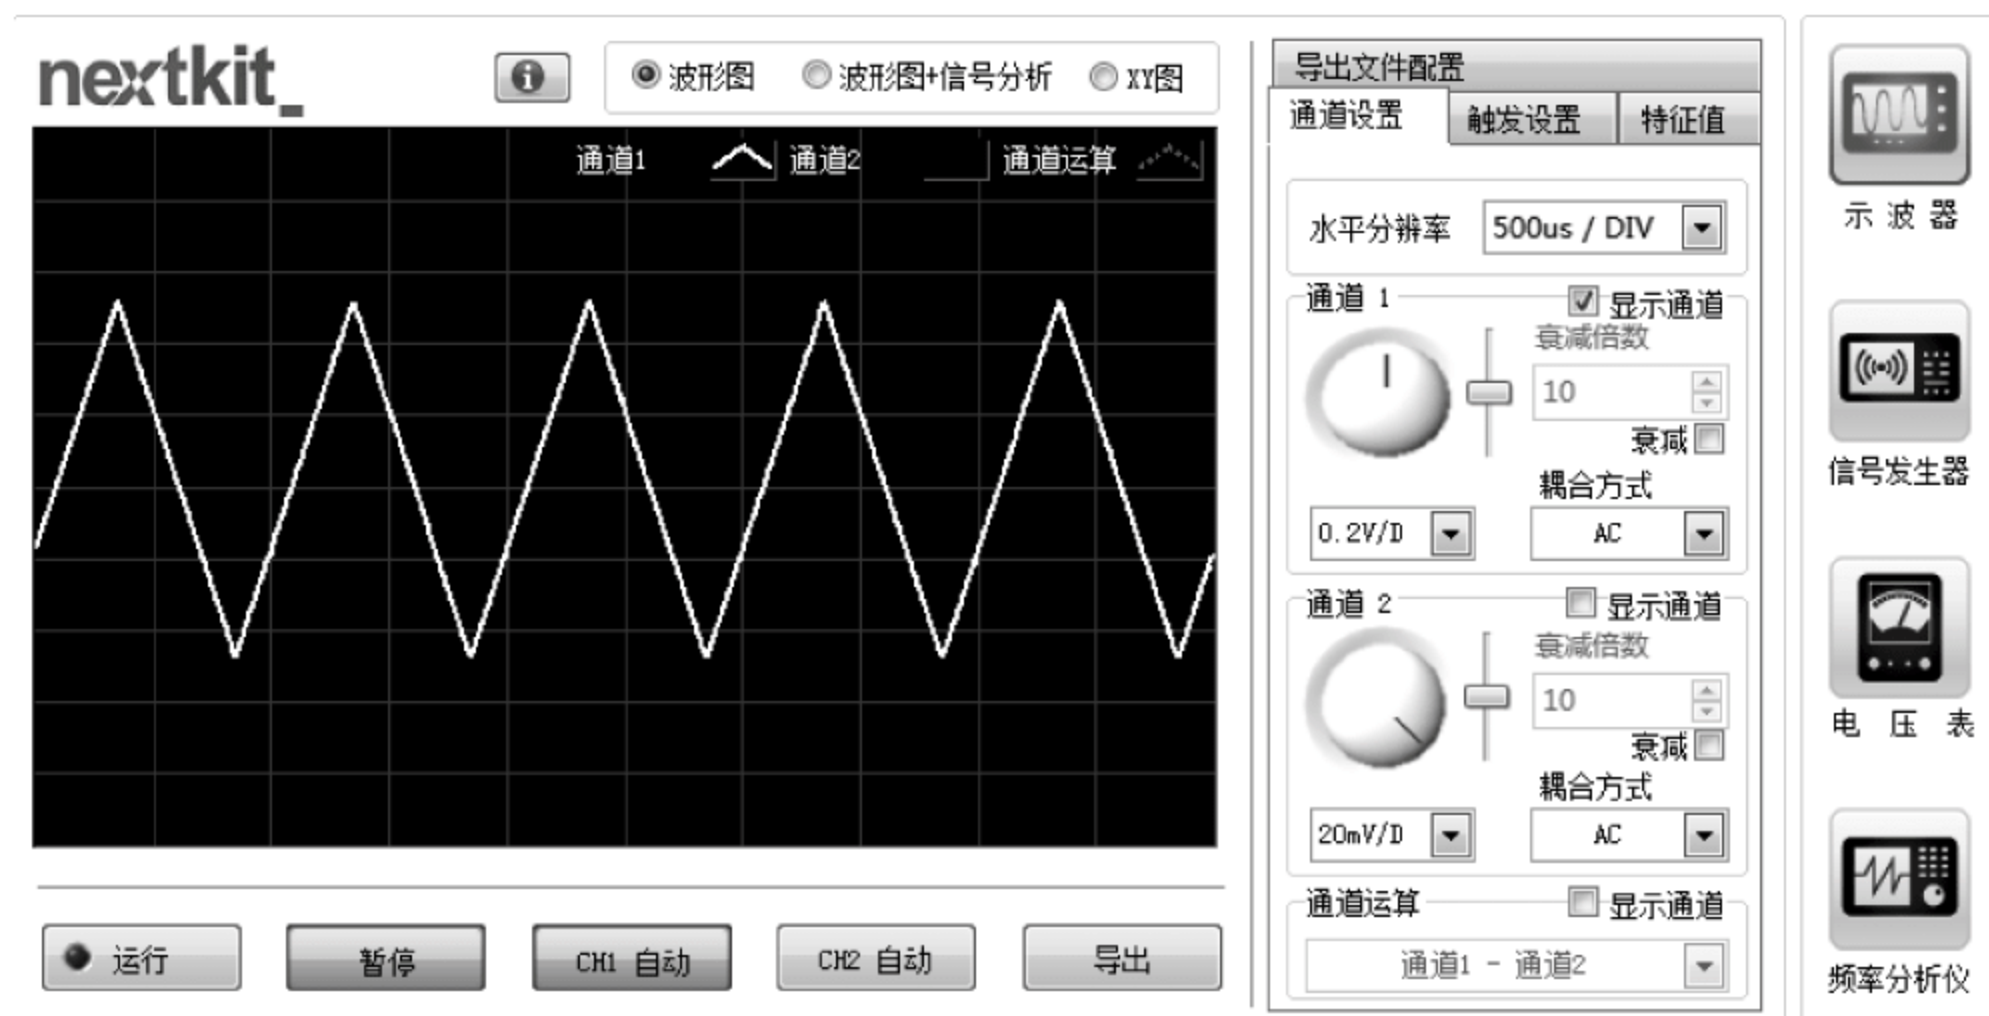 nextkit_
波形图 波形图+信号分析 XY图
通道1 通道2 通道运算
运行 暂停 CH1 自动 CH2 自动 导出
导出文件配置
通道设置 触发设置 特征值
水平分辨率 500us / DIV
通道 1 显示通道
衰减倍数
10
衰减
耦合方式
0.2V/D AC
通道 2 显示通道
衰减倍数
10
衰减
耦合方式
20mV/D AC
通道运算 显示通道
通道1 - 通道2
示 波 器
信号发生器
电 压 表
频率分析仪